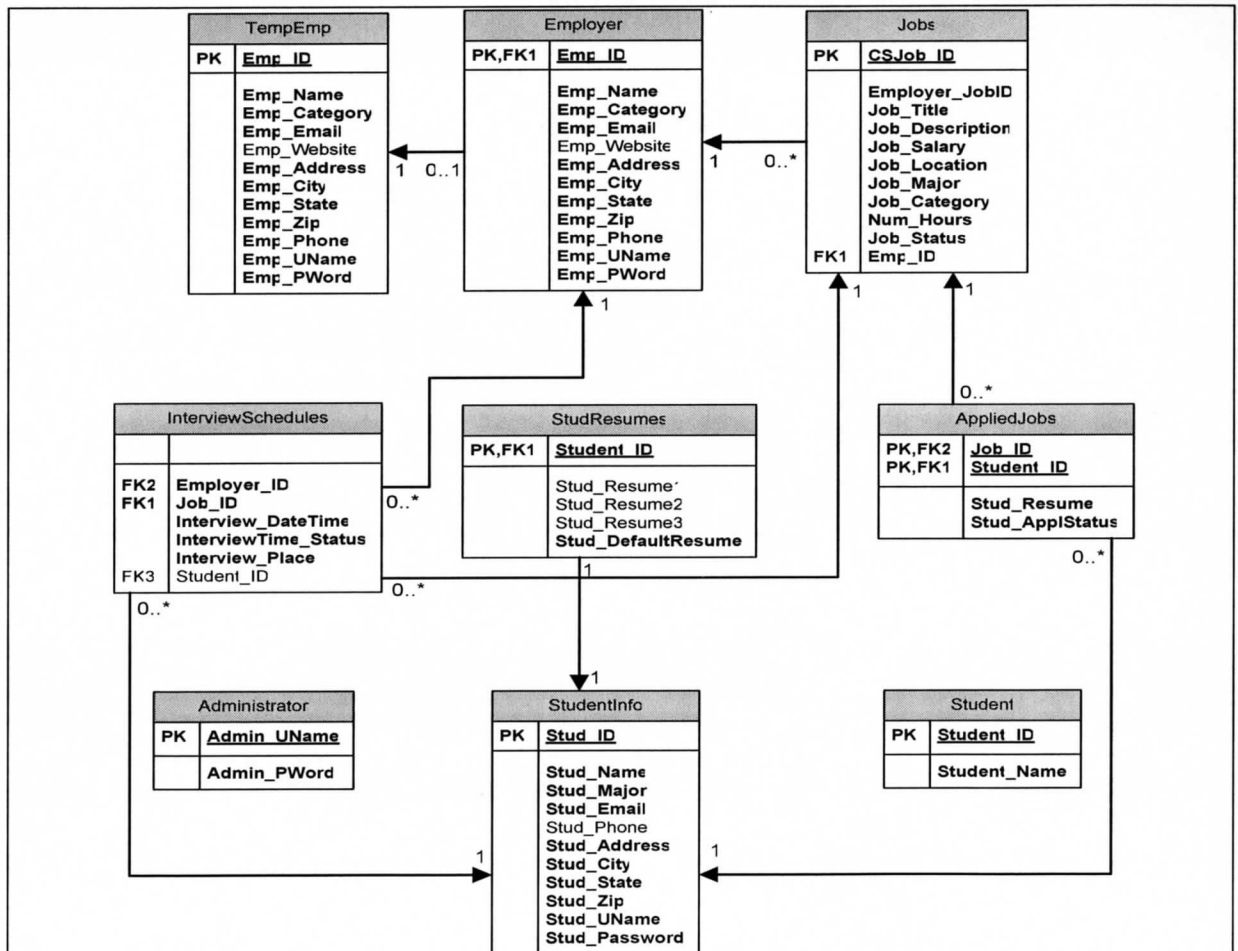 TempEmp
PK Emp_ID
Emp_Name
Emp_Category
Emp_Email
Emp_Website
Emp_Address
Emp_City
Emp_State
Emp_Zip
Emp_Phone
Emp_UName
Emp_PWord
1 0..1
Employer
PK,FK1 Emp_ID
Emp_Name
Emp_Category
Emp_Email
Emp_Website
Emp_Address
Emp_City
Emp_State
Emp_Zip
Emp_Phone
Emp_UName
Emp_PWord
1 0..*
1
Jobs
PK CSJob_ID
Employer_JobID
Job_Title
Job_Description
Job_Salary
Job_Location
Job_Major
Job_Category
Num_Hours
Job_Status
FK1 Emp_ID
1
1
0..*
InterviewSchedules
FK2 Employer_ID
FK1 Job_ID
Interview_DateTime
InterviewTime_Status
Interview_Place
FK3 Student_ID
0..*
0..*
0..*
StudResumes
PK,FK1 Student_ID
Stud_Resume1
Stud_Resume2
Stud_Resume3
Stud_DefaultResume
1
AppliedJobs
PK,FK2 Job_ID
PK,FK1 Student_ID
Stud_Resume
Stud_ApplStatus
0..*
Administrator
PK Admin_UName
Admin_PWord
1
1
StudentInfo
PK Stud_ID
Stud_Name
Stud_Major
Stud_Email
Stud_Phone
Stud_Address
Stud_City
Stud_State
Stud_Zip
Stud_UName
Stud_Password
1
Student
PK Student_ID
Student_Name